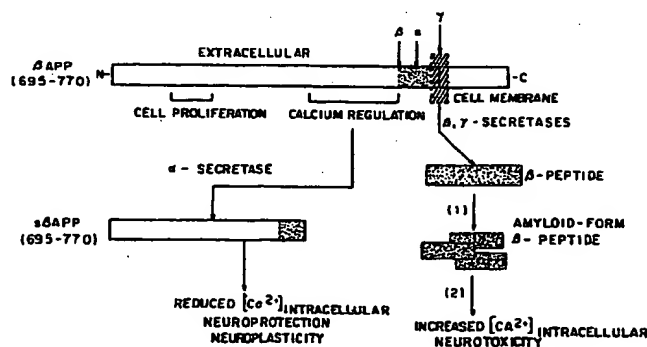 β α γ
EXTRACELLULAR
βAPP
(695-770)
N-
-C
CELL MEMBRANE
CELL PROLIFERATION
CALCIUM REGULATION
β, γ - SECRETASES
α - SECRETASE
β-PEPTIDE
(1)
AMYLOID-FORM
β - PEPTIDE
sβAPP
(695-770)
(2)
REDUCED [Ca2+] INTRACELLULAR
NEUROPROTECTION
NEUROPLASTICITY
INCREASED [CA2+] INTRACELLULAR
NEUROTOXICITY